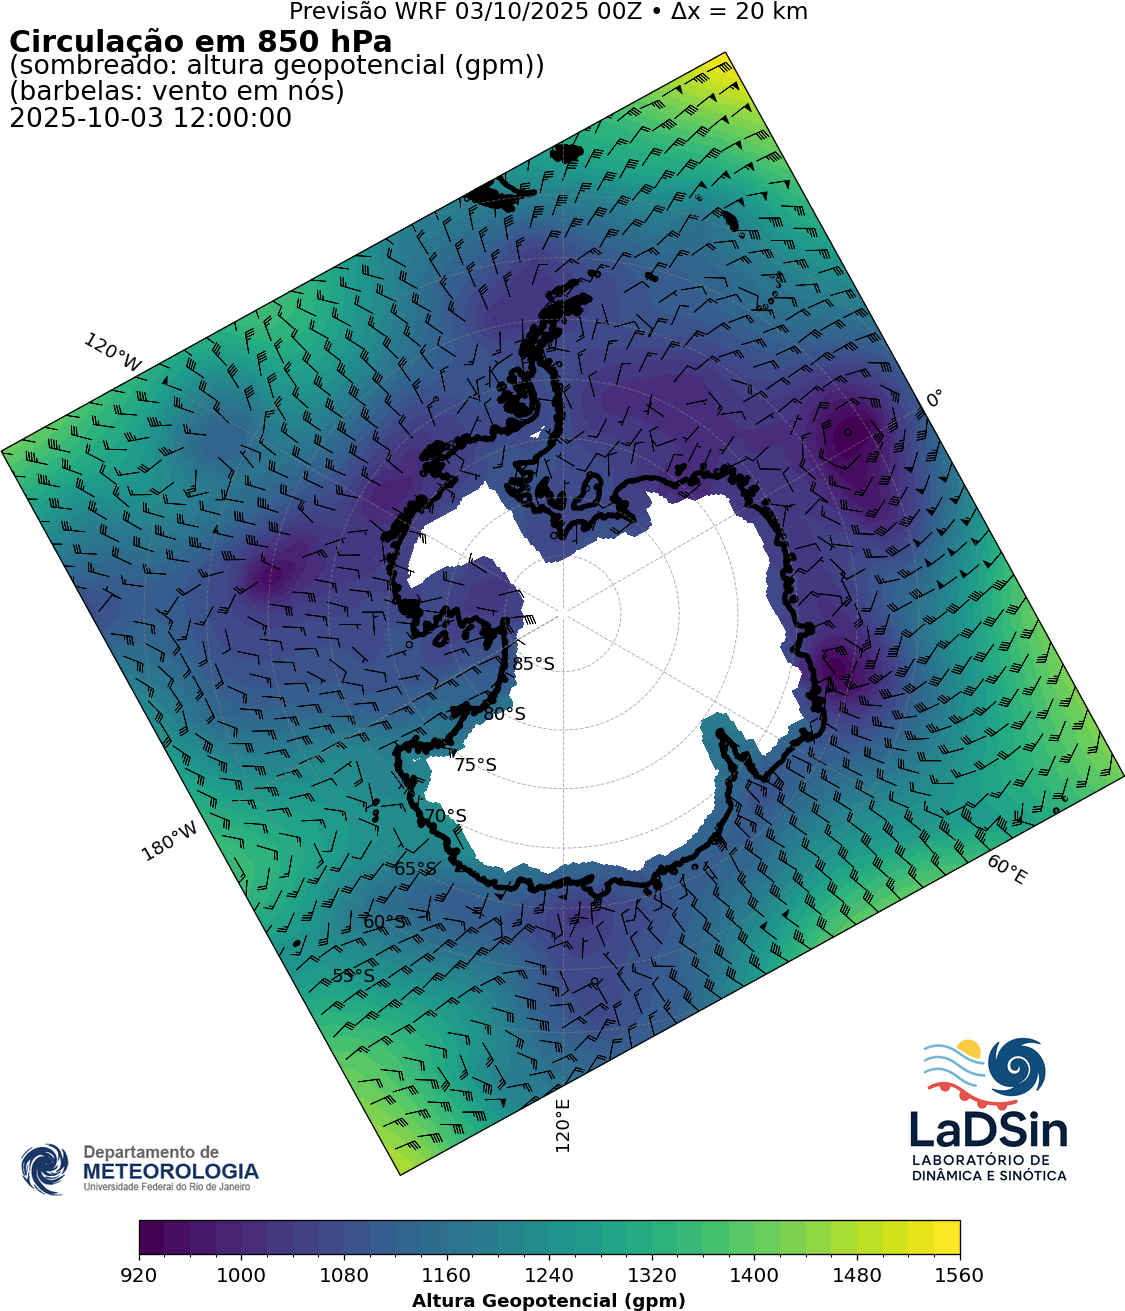 Previsão WRF 03/10/2025 00Z • Δx = 20 km
Circulação em 850 hPa
(sombreado: altura geopotencial (gpm))
(barbelas: vento em nós)
2025-10-03 12:00:00
120°W
0°
85°S
80°S
75°S
70°S
65°S
60°S
55°S
180°W
60°E
120°E
Departamento de
METEOROLOGIA
Universidade Federal do Rio de Janeiro
LaDSin
LABORATÓRIO DE
DINÂMICA E SINÓTICA
920 1000 1080 1160 1240 1320 1400 1480 1560
Altura Geopotencial (gpm)